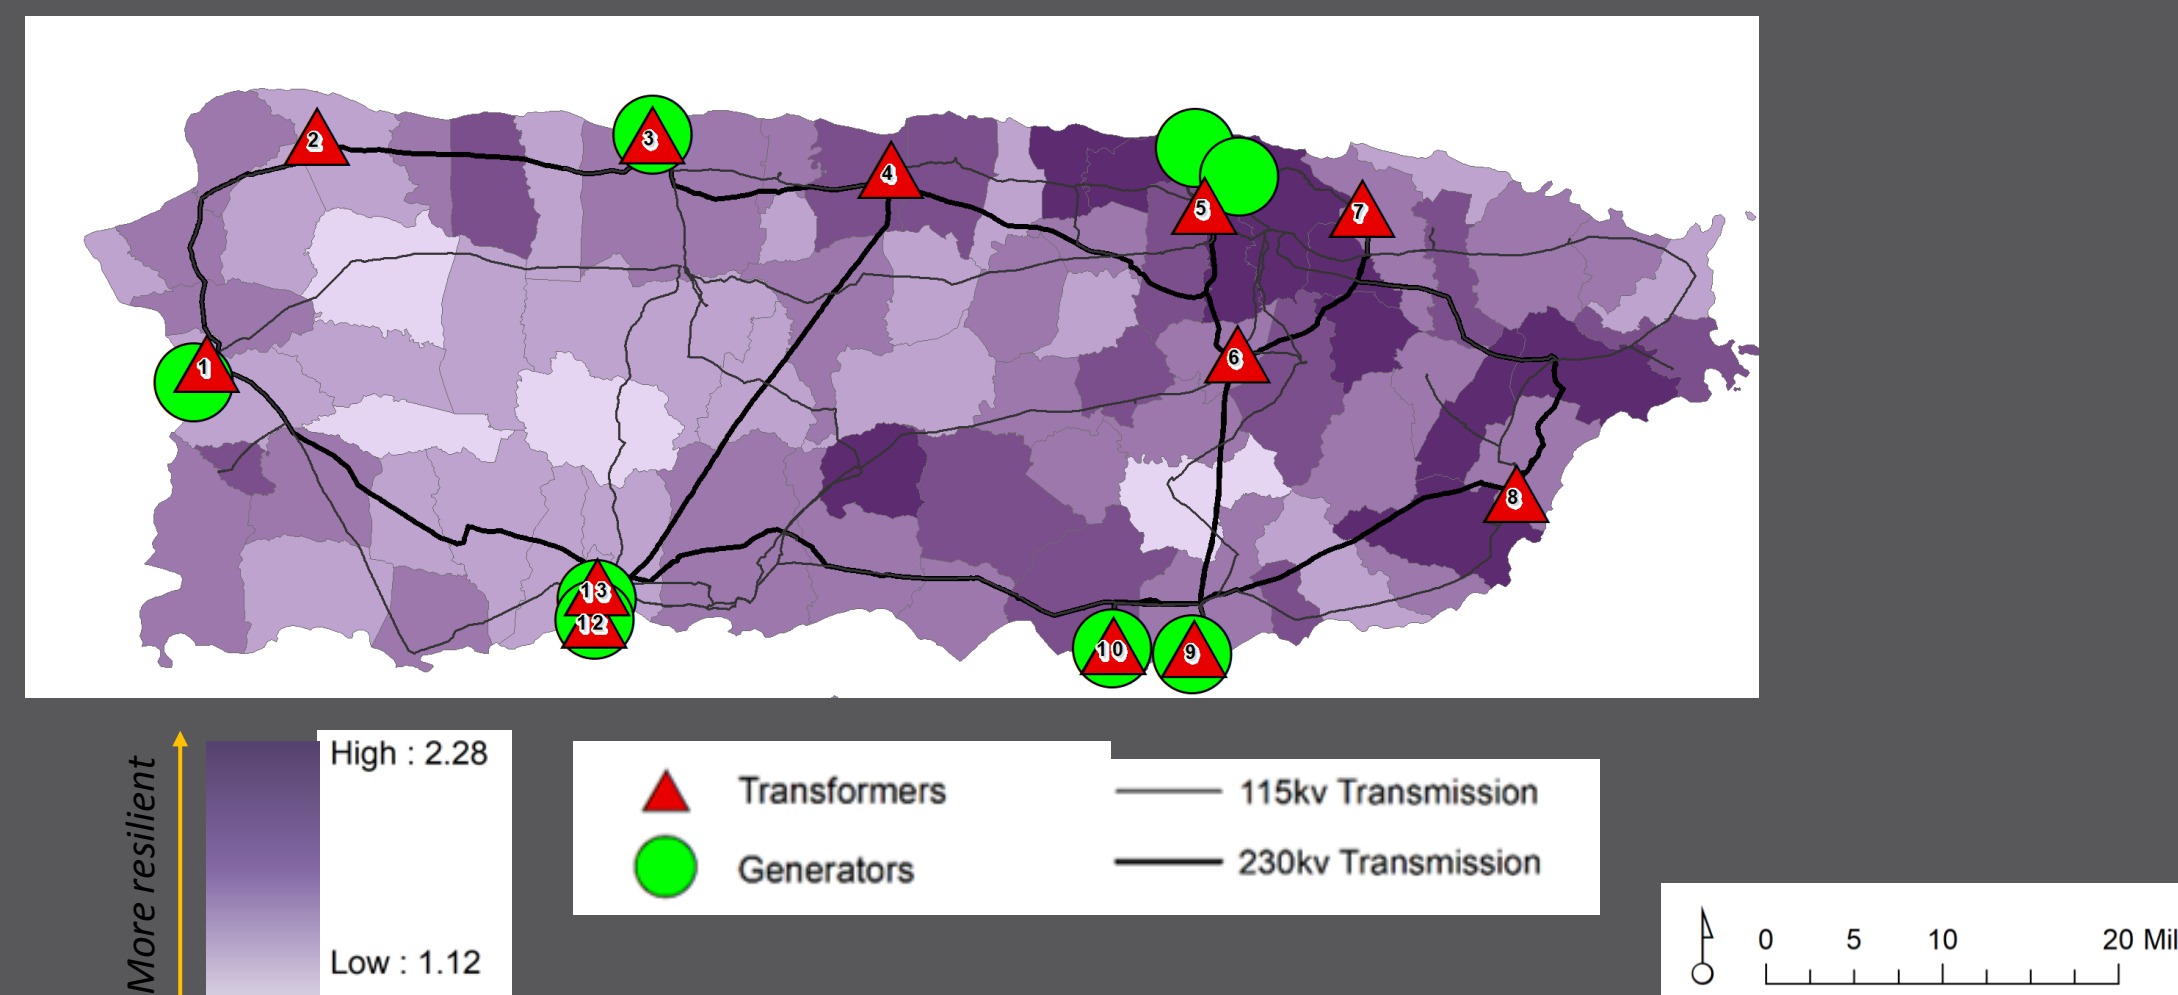 2
3
4
5
7
1
6
8
13
12
10
9
More resilient
High : 2.28
Low : 1.12
Transformers
Generators
115kv Transmission
230kv Transmission
0 5 10 20 Mil